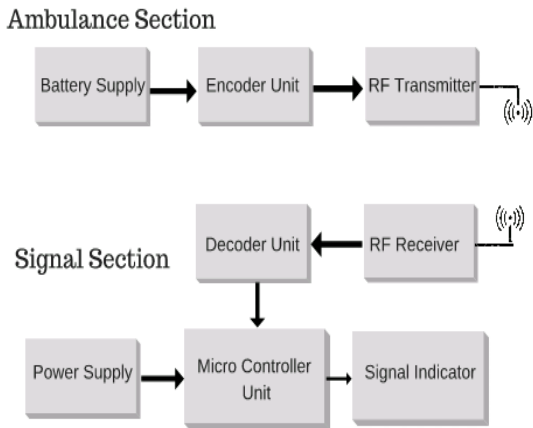 Ambulance Section
Battery Supply
Encoder Unit
RF Transmitter
Decoder Unit
RF Receiver
Signal Section
Power Supply
Micro Controller
Unit
Signal Indicator